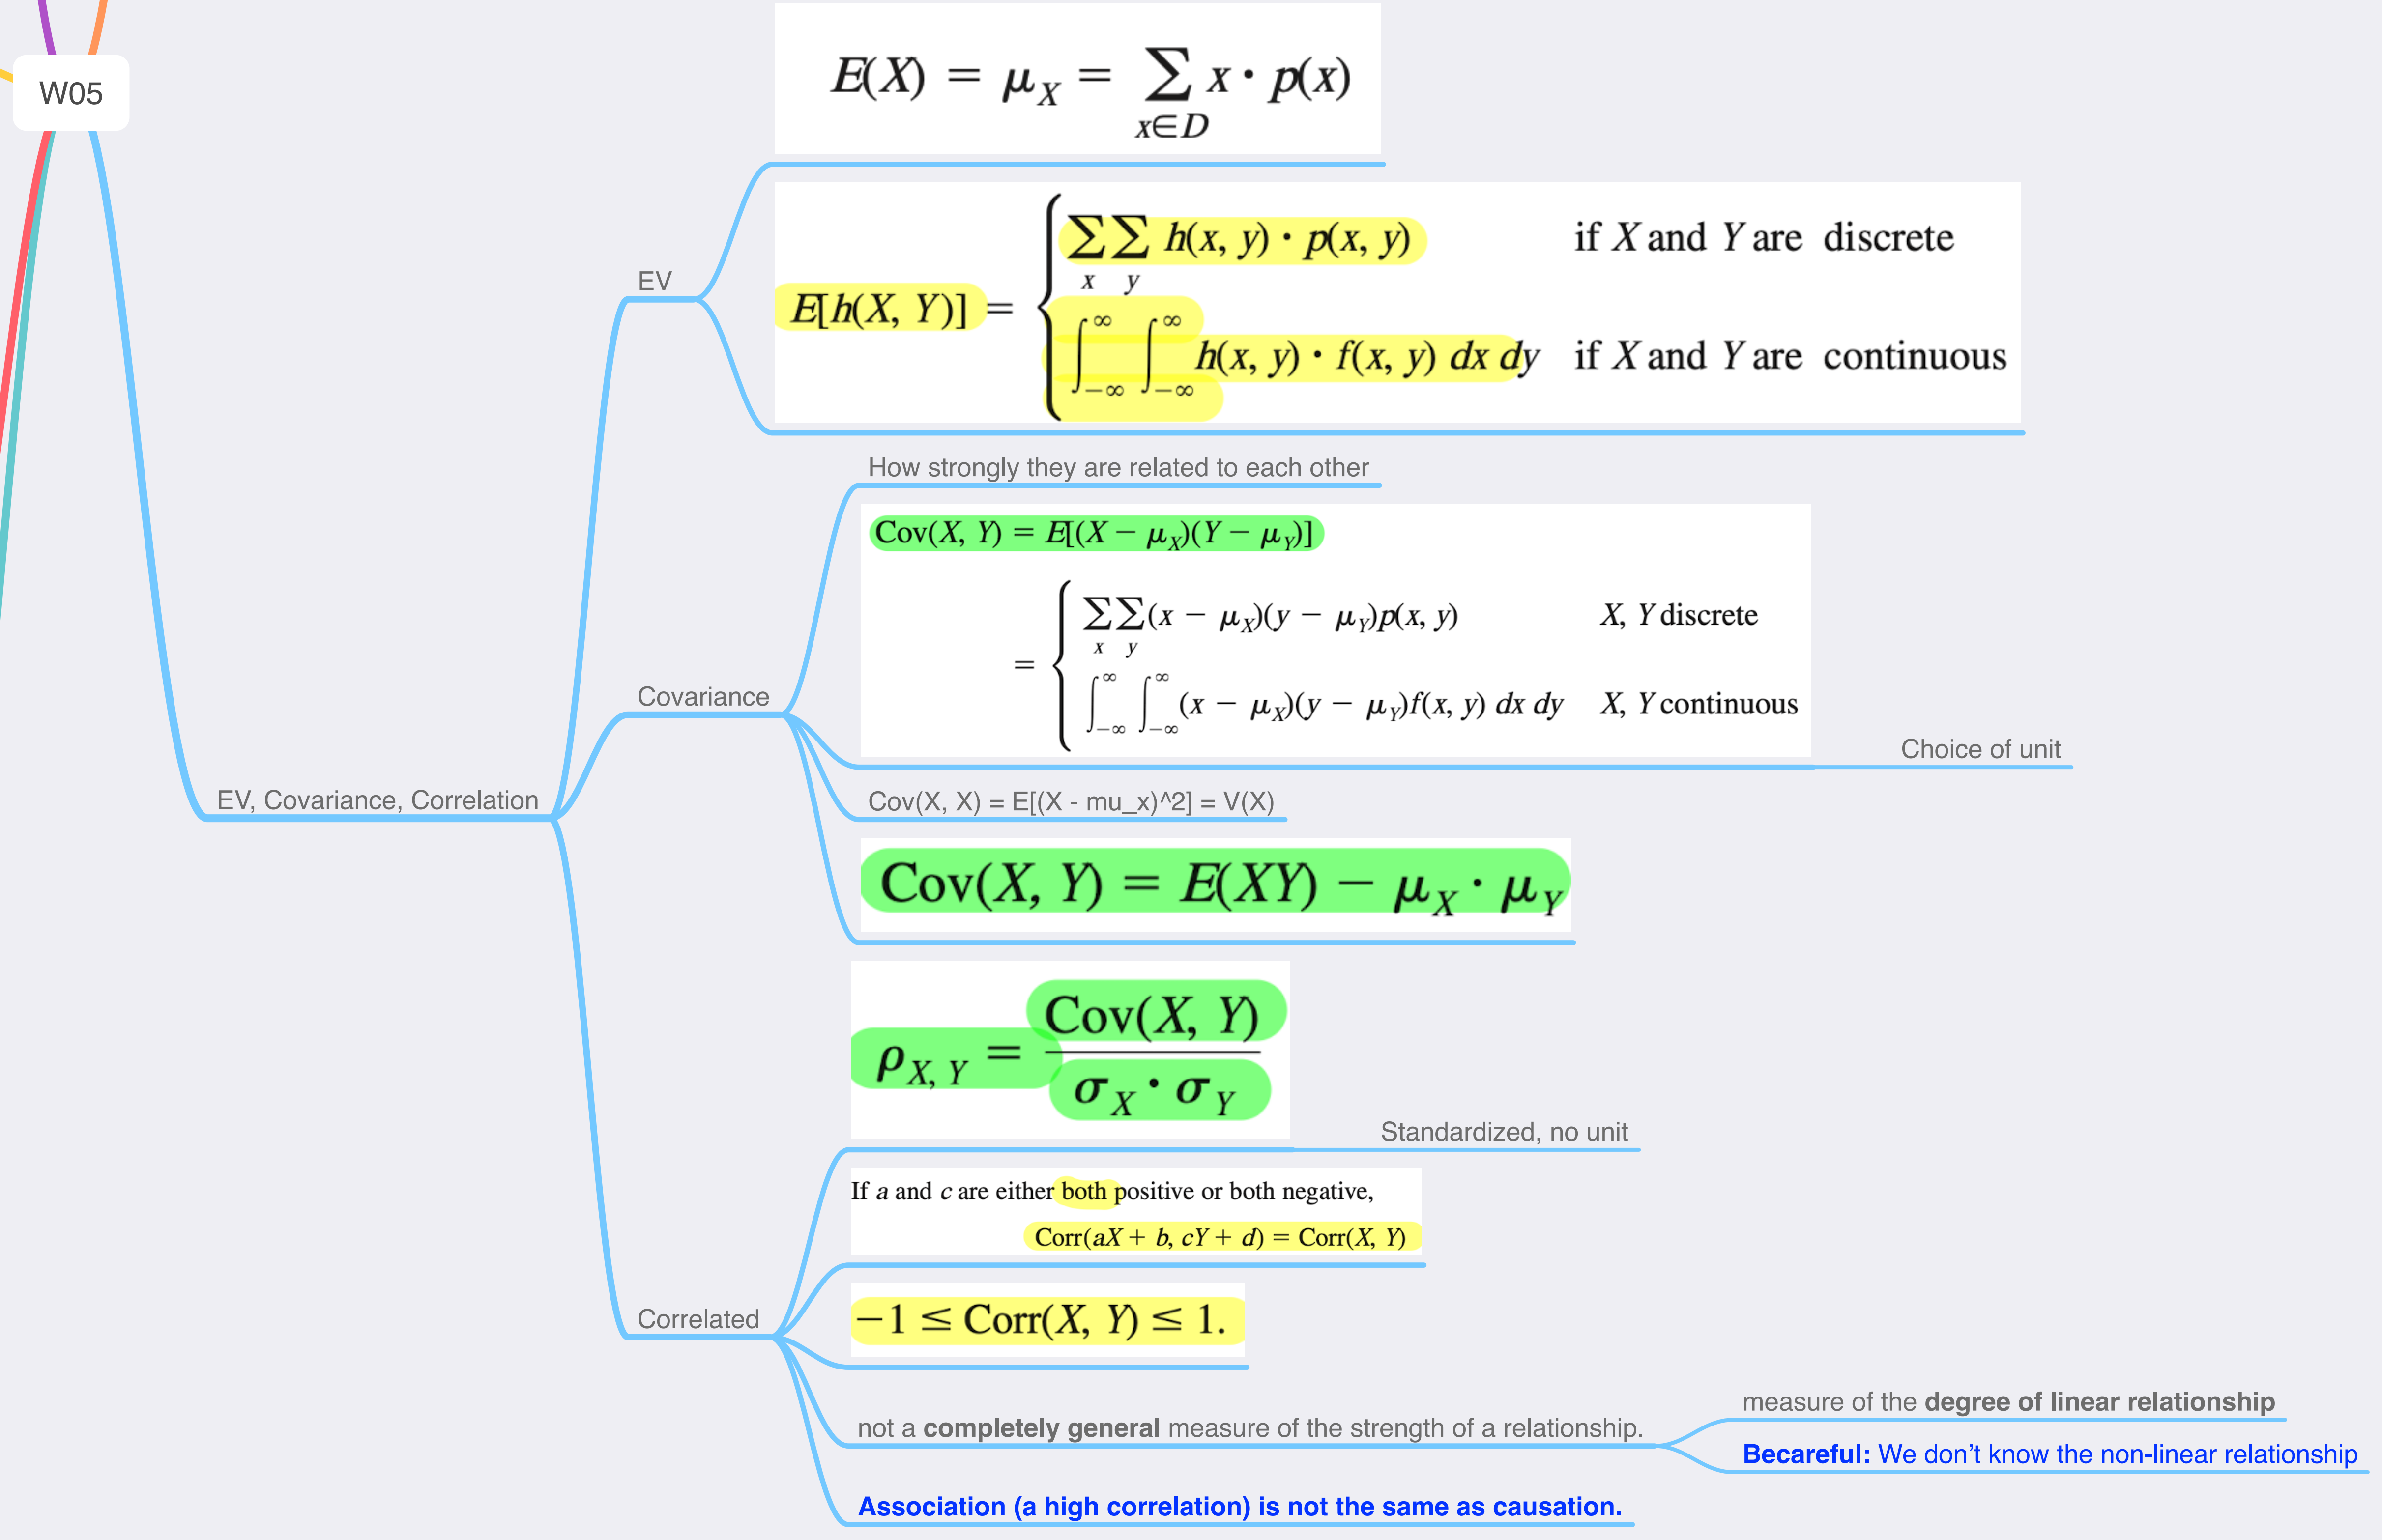 W05
EV, Covariance, Correlation
EV
E(X) = μ_X = ∑_{x∈D} x · p(x)
E[h(X, Y)] = { ∑_x ∑_y h(x, y) · p(x, y) if X and Y are discrete
∫_{−∞}^{∞} ∫_{−∞}^{∞} h(x, y) · f(x, y) dx dy if X and Y are continuous
Covariance
How strongly they are related to each other
Cov(X, Y) = E[(X − μ_X)(Y − μ_Y)]
= { ∑_x ∑_y (x − μ_X)(y − μ_Y)p(x, y) X, Y discrete
∫_{−∞}^{∞} ∫_{−∞}^{∞} (x − μ_X)(y − μ_Y)f(x, y) dx dy X, Y continuous
Choice of unit
Cov(X, X) = E[(X - mu_x)^2] = V(X)
Cov(X, Y) = E(XY) − μ_X · μ_Y
Correlated
ρ_{X, Y} = Cov(X, Y) / σ_X · σ_Y
Standardized, no unit
If a and c are either both positive or both negative,
Corr(aX + b, cY + d) = Corr(X, Y)
−1 ≤ Corr(X, Y) ≤ 1.
not a completely general measure of the strength of a relationship.
measure of the degree of linear relationship
Becareful: We don’t know the non-linear relationship
Association (a high correlation) is not the same as causation.